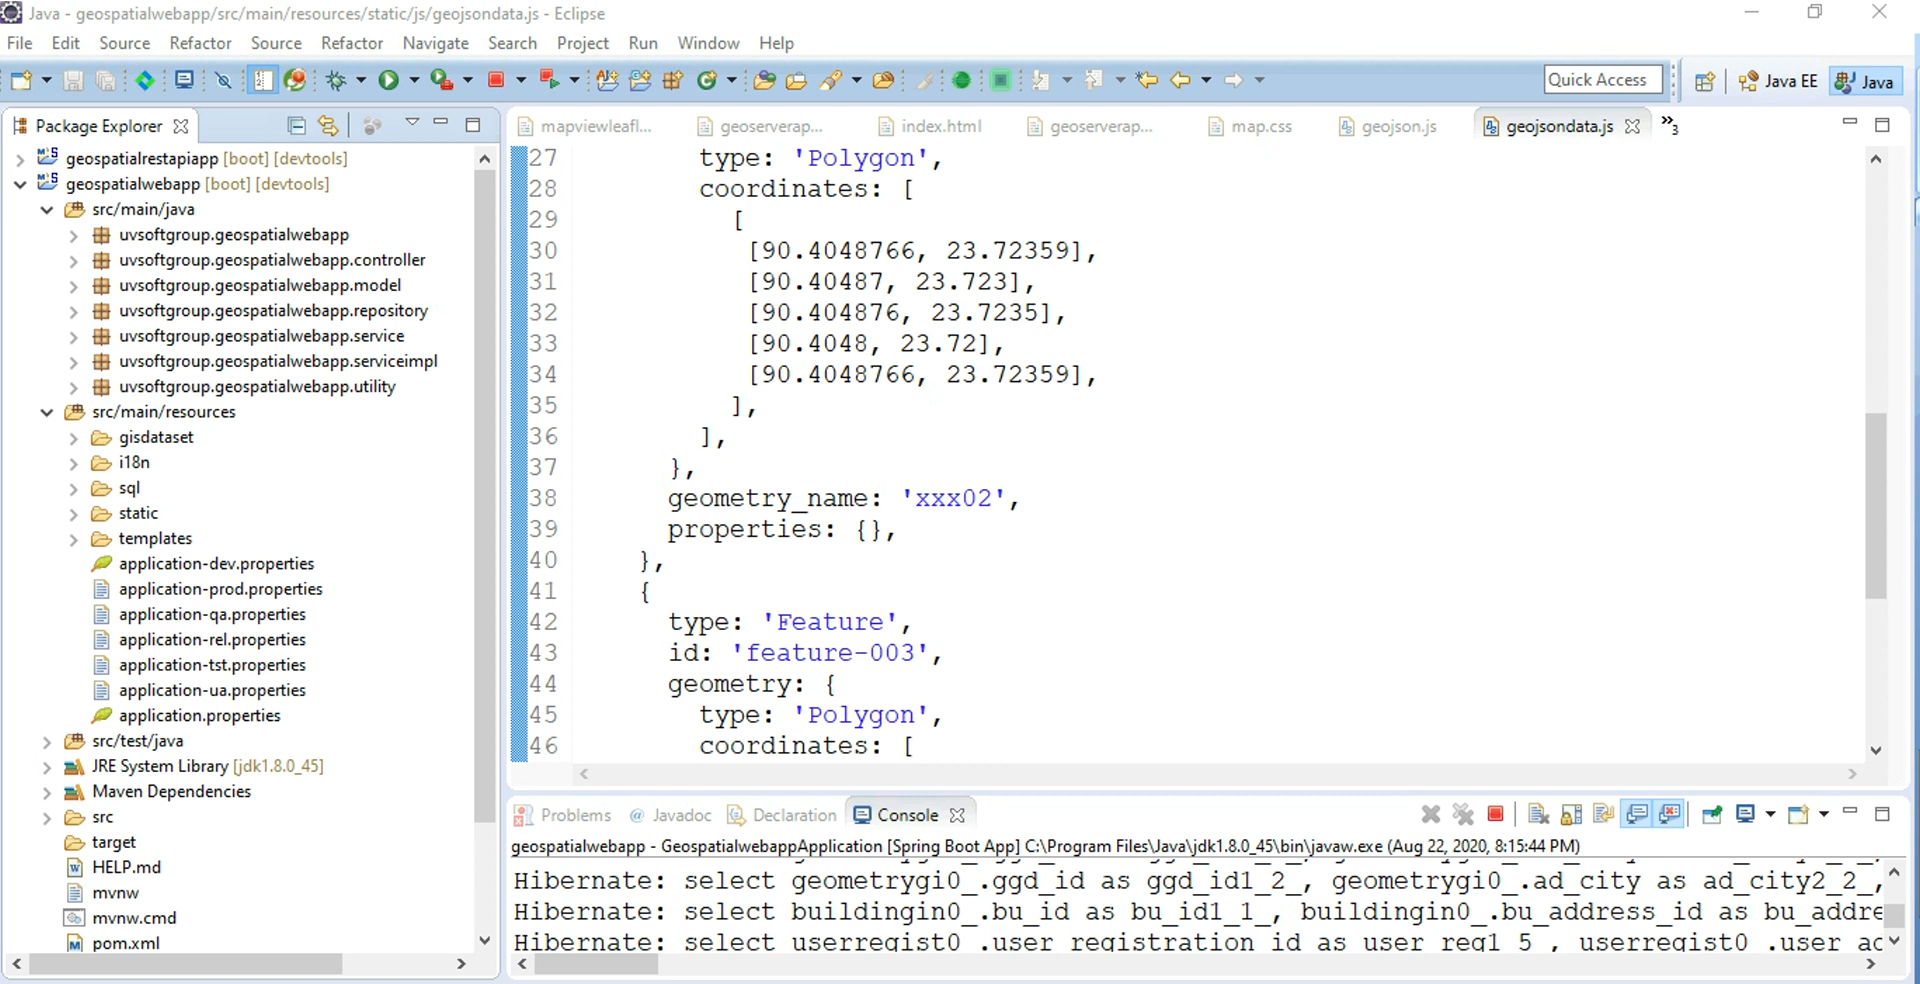 Java - geospatialwebapp/src/main/resources/static/js/geojsondata.js - Eclipse
File Edit Source Refactor Source Refactor Navigate Search Project Run Window Help
Quick Access
Java EE
Java
Package Explorer
geospatialrestapiapp [boot] [devtools]
geospatialwebapp [boot] [devtools]
src/main/java
uvsoftgroup.geospatialwebapp
uvsoftgroup.geospatialwebapp.controller
uvsoftgroup.geospatialwebapp.model
uvsoftgroup.geospatialwebapp.repository
uvsoftgroup.geospatialwebapp.service
uvsoftgroup.geospatialwebapp.serviceimpl
uvsoftgroup.geospatialwebapp.utility
src/main/resources
gisdataset
i18n
sql
static
templates
application-dev.properties
application-prod.properties
application-qa.properties
application-rel.properties
application-tst.properties
application-ua.properties
application.properties
src/test/java
JRE System Library [jdk1.8.0_45]
Maven Dependencies
src
target
HELP.md
mvnw
mvnw.cmd
pom.xml
mapviewleafl... geoserverap... index.html geoserverap... map.css geojson.js geojsondata.js »3
27 type: 'Polygon',
28 coordinates: [
29 [
30 [90.4048766, 23.72359],
31 [90.40487, 23.723],
32 [90.404876, 23.7235],
33 [90.4048, 23.72],
34 [90.4048766, 23.72359],
35 ],
36 ],
37 },
38 geometry_name: 'xxx02',
39 properties: {},
40 },
41 {
42 type: 'Feature',
43 id: 'feature-003',
44 geometry: {
45 type: 'Polygon',
46 coordinates: [
Problems @ Javadoc Declaration Console
geospatialwebapp - GeospatialwebappApplication [Spring Boot App] C:\Program Files\Java\jdk1.8.0_45\bin\javaw.exe (Aug 22, 2020, 8:15:44 PM)
Hibernate: select geometrygi0_.ggd_id as ggd_id1_2_, geometrygi0_.ad_city as ad_city2_2_,
Hibernate: select buildingin0_.bu_id as bu_id1_1_, buildingin0_.bu_address_id as bu_addre
Hibernate: select userregist0_.user_registration_id as user_reg1_5_, userregist0_.user_ac